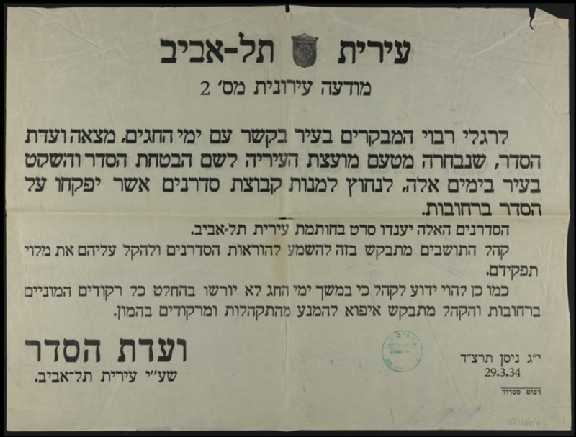 עירית תל-אביב
מודעה עירונית מס׳ 2
לרגלי רבוי המבקרים בעיר בקשר עם ימי החגים, מצאה ועדת
הסדר, שנבחרה מטעם מועצת העיריה לשם הבטחת הסדר והשקט
בעיר בימים אלה, לנחוץ למנות קבוצת סדרנים אשר יפקחו על
הסדר ברחובות.
הסדרנים האלה יענדו סרט בחותמת עירית תל-אביב.
קהל התושבים מתבקש בזה להשמע להוראות הסדרנים ולהקל עליהם את מלוי
תפקידם.
כמו כן להוי ידוע לקהל כי במשך ימי החג לא יורשו בהחלט כל רקודים המוניים
ברחובות והקהל מתבקש איפוא להמנע מהתקהלות ומרקודים בהמון.
ועדת הסדר
שע״י עירית תל-אביב.
י״ג ניסן תרצ״ד
29.3.34